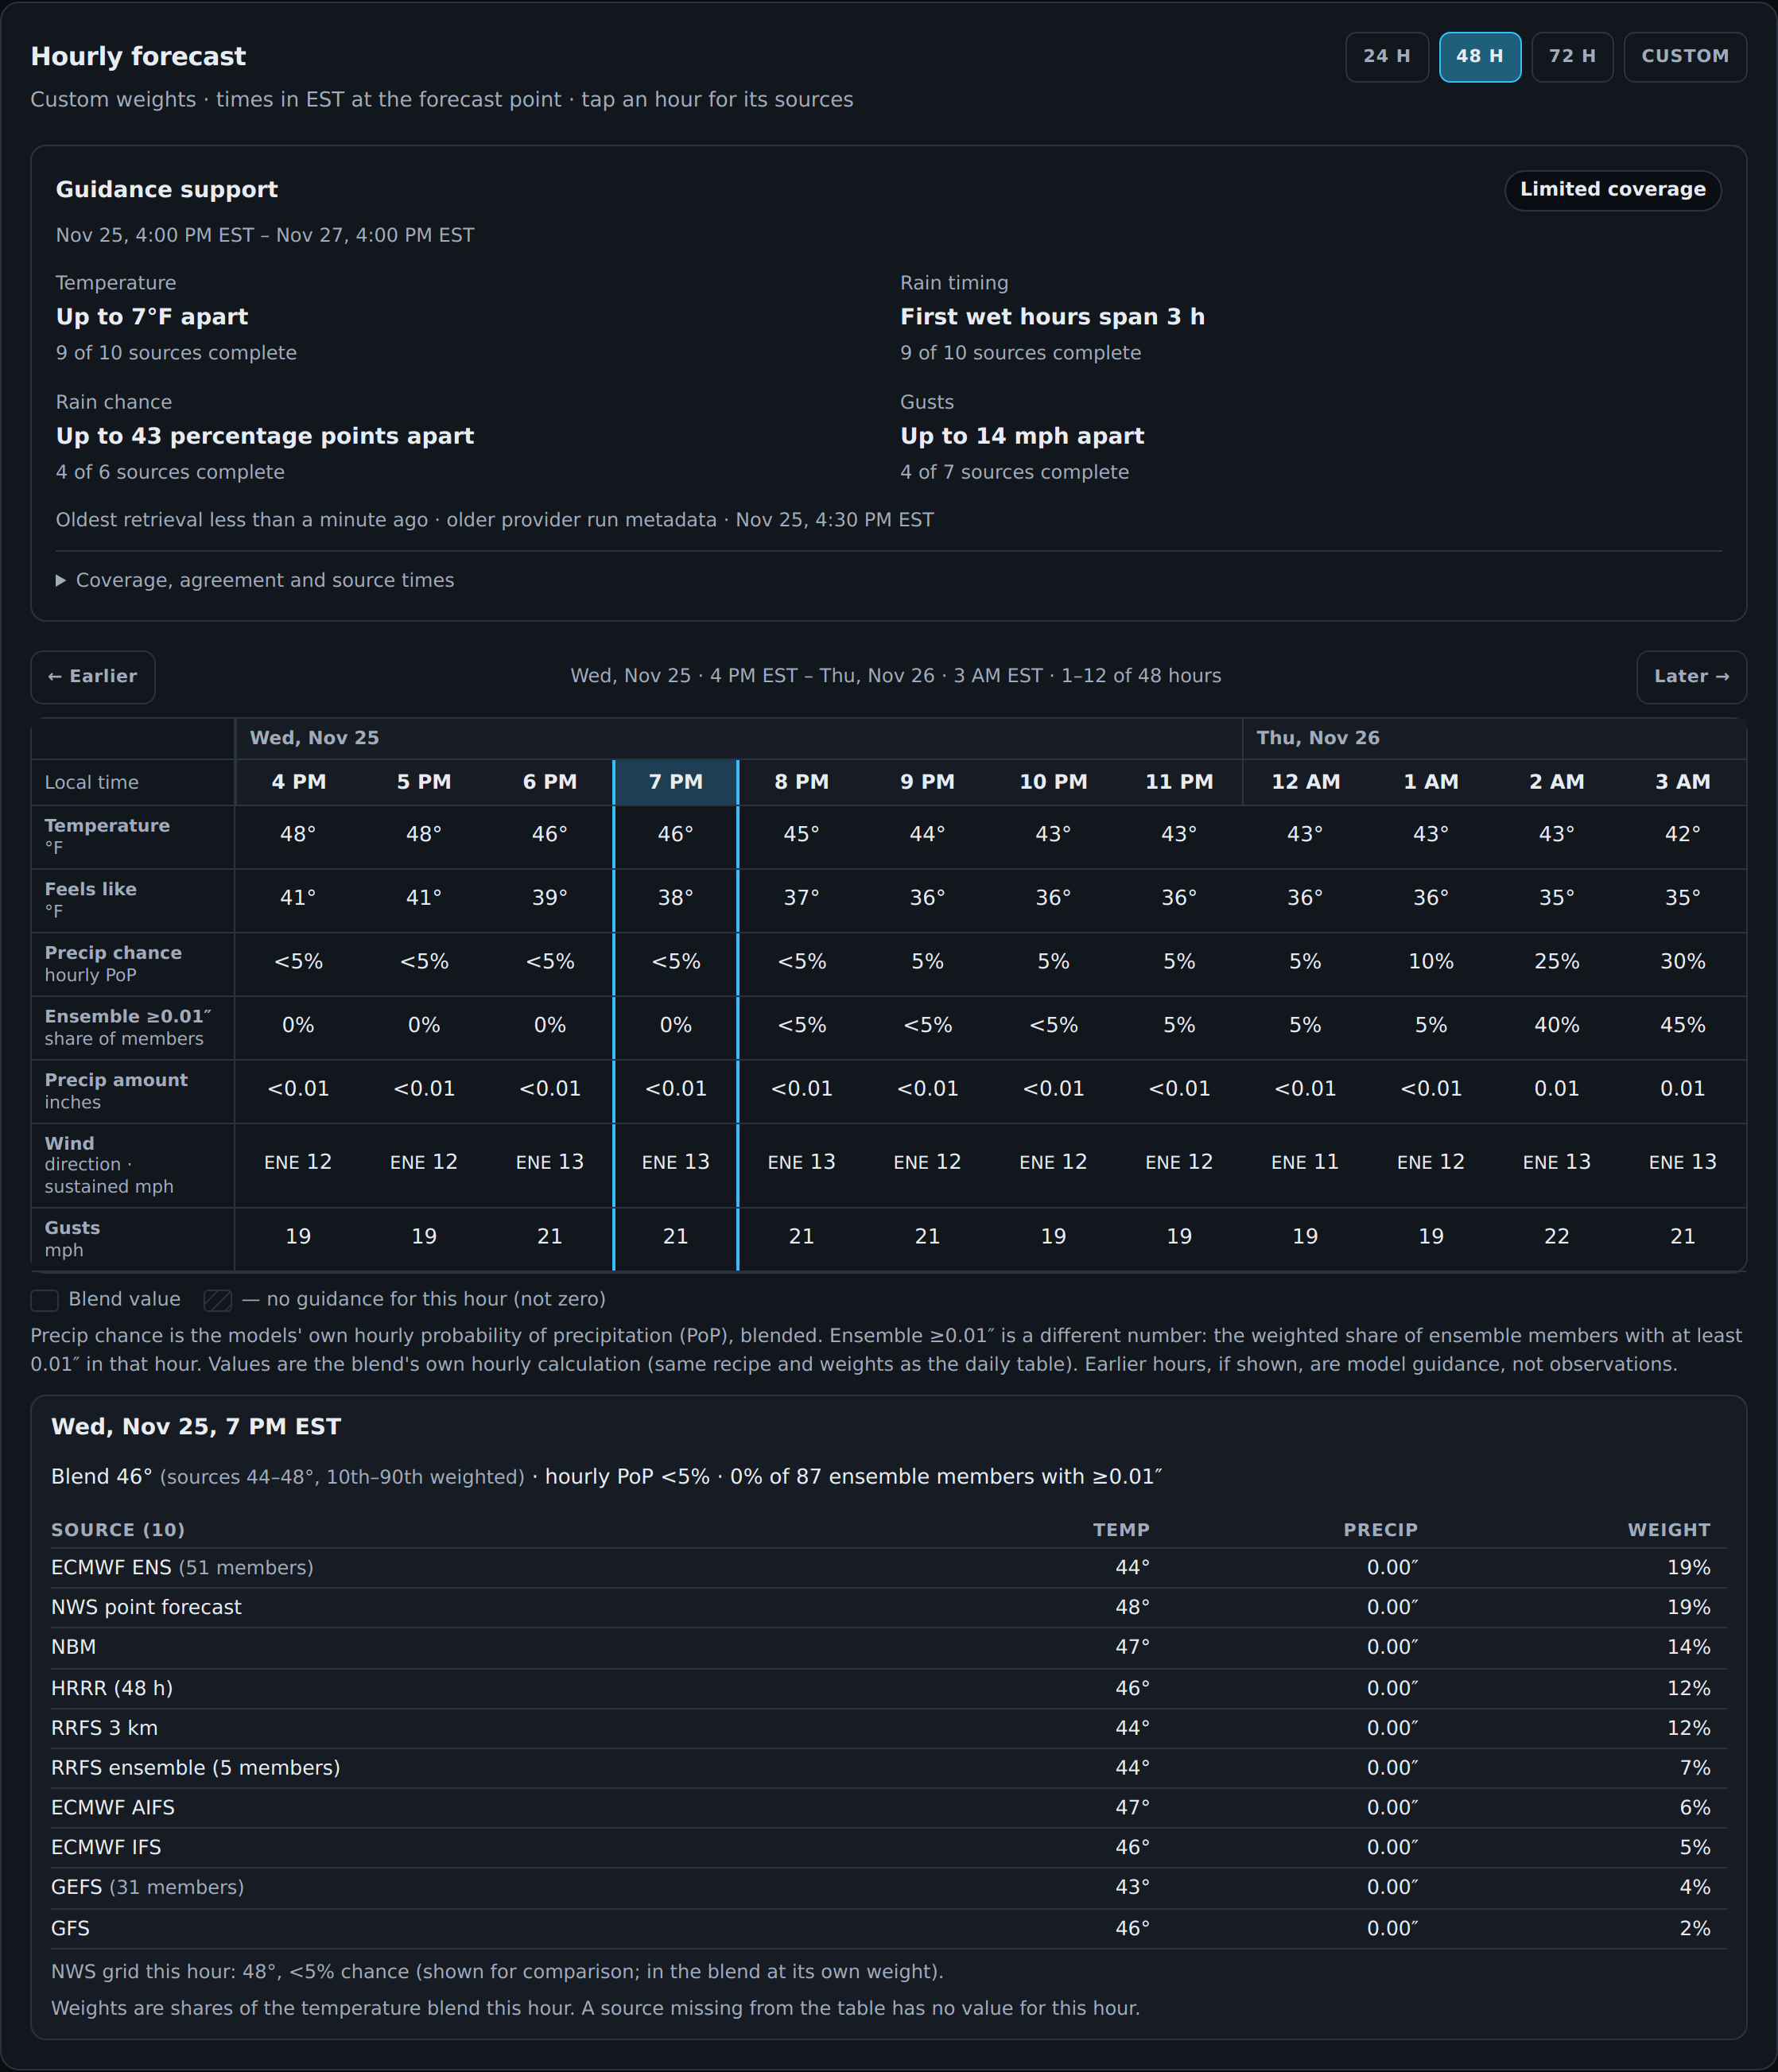 Hourly forecast
24 H 48 H 72 H CUSTOM
Custom weights · times in EST at the forecast point · tap an hour for its sources
Guidance support
Limited coverage
Nov 25, 4:00 PM EST – Nov 27, 4:00 PM EST
Temperature
Up to 7°F apart
9 of 10 sources complete
Rain timing
First wet hours span 3 h
9 of 10 sources complete
Rain chance
Up to 43 percentage points apart
4 of 6 sources complete
Gusts
Up to 14 mph apart
4 of 7 sources complete
Oldest retrieval less than a minute ago · older provider run metadata · Nov 25, 4:30 PM EST
▶ Coverage, agreement and source times
← Earlier
Wed, Nov 25 · 4 PM EST – Thu, Nov 26 · 3 AM EST · 1–12 of 48 hours
Later →
Wed, Nov 25 Thu, Nov 26
Local time 4 PM 5 PM 6 PM 7 PM 8 PM 9 PM 10 PM 11 PM 12 AM 1 AM 2 AM 3 AM
Temperature
°F
48° 48° 46° 46° 45° 44° 43° 43° 43° 43° 43° 42°
Feels like
°F
41° 41° 39° 38° 37° 36° 36° 36° 36° 36° 35° 35°
Precip chance
hourly PoP
<5% <5% <5% <5% <5% 5% 5% 5% 5% 10% 25% 30%
Ensemble ≥0.01″
share of members
0% 0% 0% 0% <5% <5% <5% 5% 5% 5% 40% 45%
Precip amount
inches
<0.01 <0.01 <0.01 <0.01 <0.01 <0.01 <0.01 <0.01 <0.01 <0.01 0.01 0.01
Wind
direction ·
sustained mph
ENE 12 ENE 12 ENE 13 ENE 13 ENE 13 ENE 12 ENE 12 ENE 12 ENE 11 ENE 12 ENE 13 ENE 13
Gusts
mph
19 19 21 21 21 21 19 19 19 19 22 21
Blend value — no guidance for this hour (not zero)
Precip chance is the models' own hourly probability of precipitation (PoP), blended. Ensemble ≥0.01″ is a different number: the weighted share of ensemble members with at least
0.01″ in that hour. Values are the blend's own hourly calculation (same recipe and weights as the daily table). Earlier hours, if shown, are model guidance, not observations.
Wed, Nov 25, 7 PM EST
Blend 46° (sources 44–48°, 10th–90th weighted) · hourly PoP <5% · 0% of 87 ensemble members with ≥0.01″
SOURCE (10) TEMP PRECIP WEIGHT
ECMWF ENS (51 members) 44° 0.00″ 19%
NWS point forecast 48° 0.00″ 19%
NBM 47° 0.00″ 14%
HRRR (48 h) 46° 0.00″ 12%
RRFS 3 km 44° 0.00″ 12%
RRFS ensemble (5 members) 44° 0.00″ 7%
ECMWF AIFS 47° 0.00″ 6%
ECMWF IFS 46° 0.00″ 5%
GEFS (31 members) 43° 0.00″ 4%
GFS 46° 0.00″ 2%
NWS grid this hour: 48°, <5% chance (shown for comparison; in the blend at its own weight).
Weights are shares of the temperature blend this hour. A source missing from the table has no value for this hour.